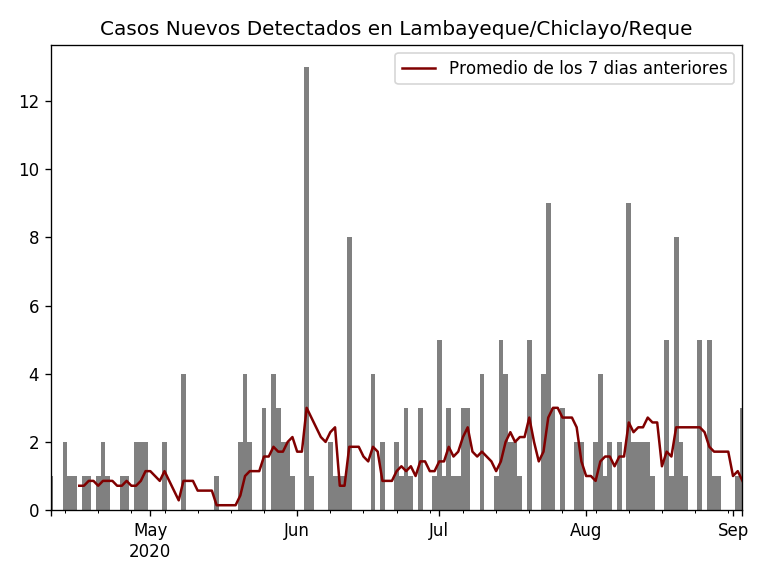 Casos Nuevos Detectados en Lambayeque/Chiclayo/Reque
Promedio de los 7 dias anteriores
12
10
8
6
4
2
0
May
2020
Jun
Jul
Aug
Sep